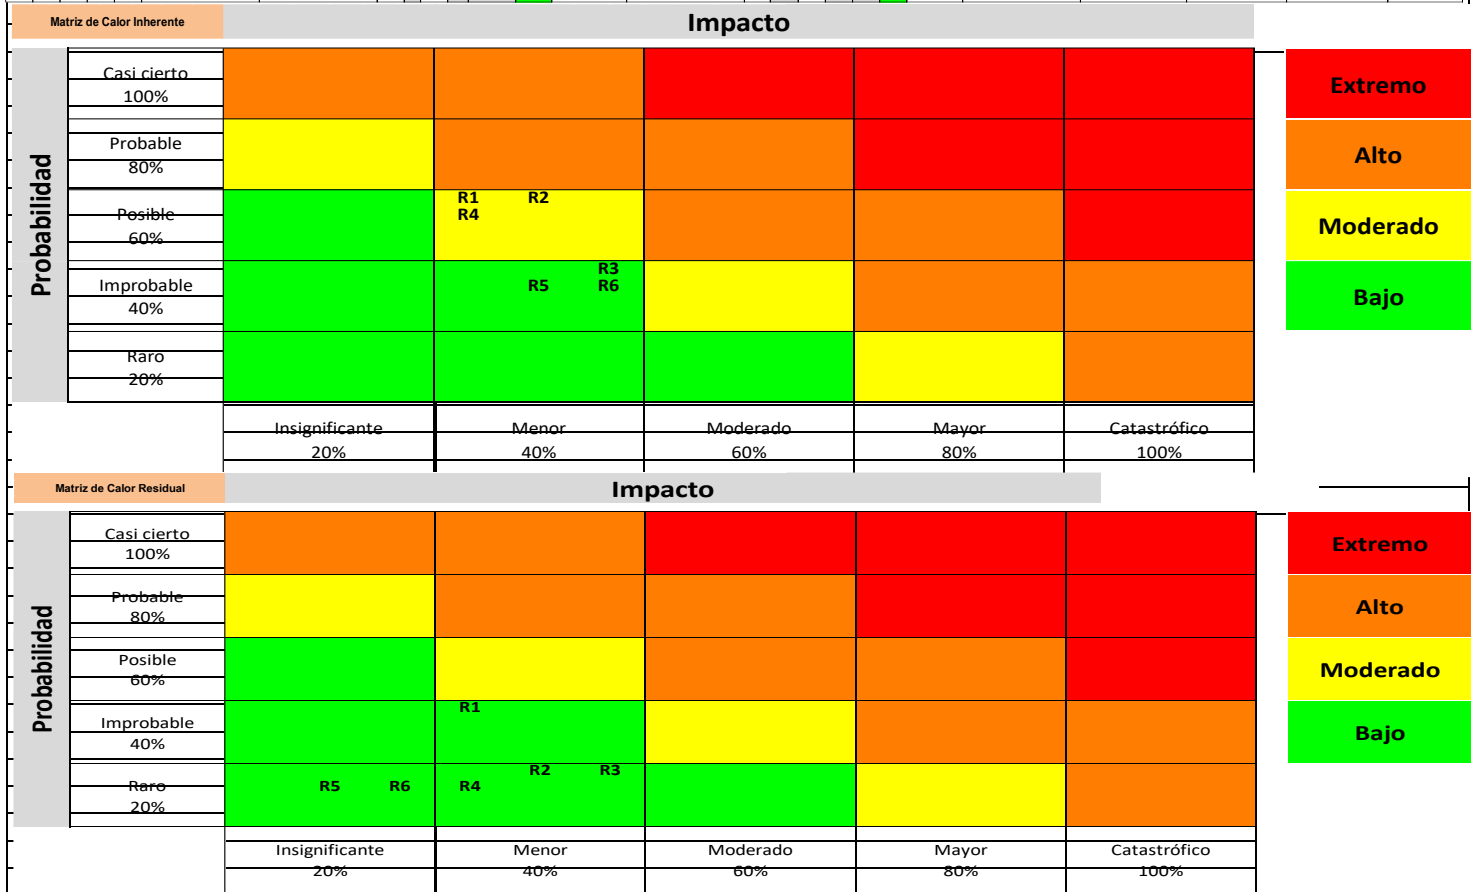 Matriz de Calor Inherente
Impacto
Probabilidad
Casi cierto
100%
Extremo
Probable
80%
Alto
Posible
60%
R1 R2
R4
Moderado
Improbable
40%
R3
R5 R6
Bajo
Raro
20%
Insignificante
20%
Menor
40%
Moderado
60%
Mayor
80%
Catastrófico
100%
Matriz de Calor Residual
Impacto
Probabilidad
Casi cierto
100%
Extremo
Probable
80%
Alto
Posible
60%
Moderado
Improbable
40%
R1
Bajo
Raro
20%
R2 R3
R5 R6 R4
Insignificante
20%
Menor
40%
Moderado
60%
Mayor
80%
Catastrófico
100%